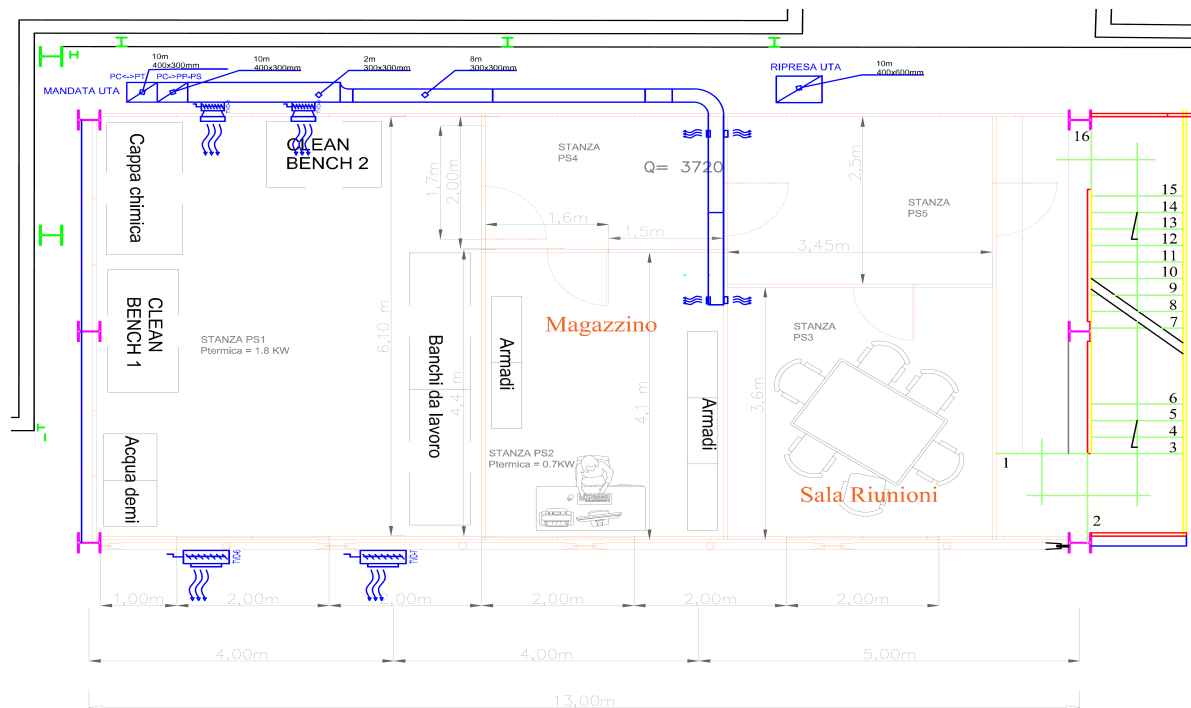 10m
400x300mm
10m
400x300mm
2m
300x300mm
8m
300x300mm
10m
400x600mm
PC<->PT
PC->PP-PS
MANDATA UTA
RIPRESA UTA
16
Cappa chimica
CLEAN
BENCH 2
STANZA
PS4
Q= 3720
1,7m
2,00m
2,5m
STANZA
PS5
1,6m
1,5m
3,45m
15
14
13
12
11
10
9
8
7
CLEAN
BENCH 1
STANZA PS1
Ptermica = 1.8 KW
6,10 m
Magazzino
STANZA
PS3
Armadi
Banchi da lavoro
4,4 m
4,1 m
Armadi
3,6m
6
5
4
3
Acqua demi
STANZA PS2
Ptermica = 0.7KW
Sala Riunioni
1
2
1,00m
2,00m
2,00m
2,00m
2,00m
2,00m
4,00m
4,00m
5,00m
13,00m